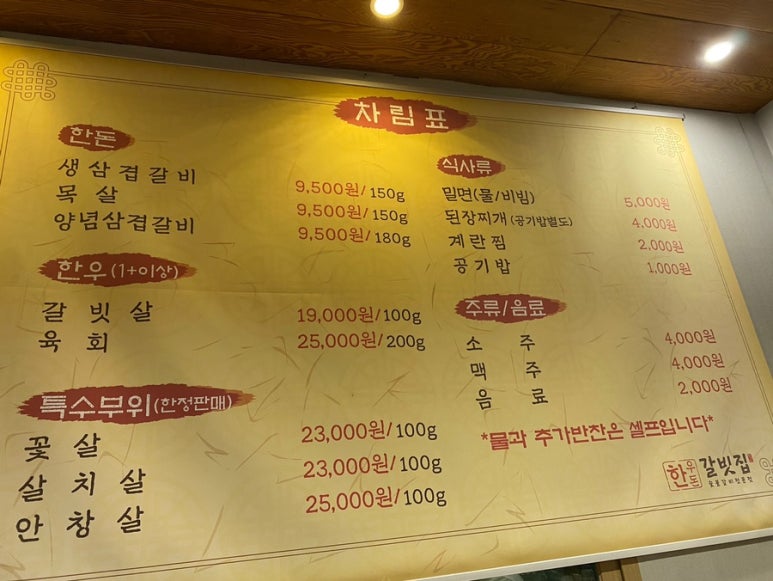 차림표
한돈
생삼겹갈비 9,500원/150g
목살 9,500원/150g
양념삼겹갈비 9,500원/180g
한우(1+이상)
갈빗살 19,000원/100g
육회 25,000원/200g
특수부위(한정판매)
꽃살 23,000원/100g
살치살 23,000원/100g
안창살 25,000원/100g
식사류
밀면(물/비빔) 5,000원
된장찌개(공기밥별도) 4,000원
계란찜 2,000원
공기밥 1,000원
주류/음료
소주 4,000원
맥주 4,000원
음료 2,000원
*물과 추가반찬은 셀프입니다*
한우돈 갈빗집